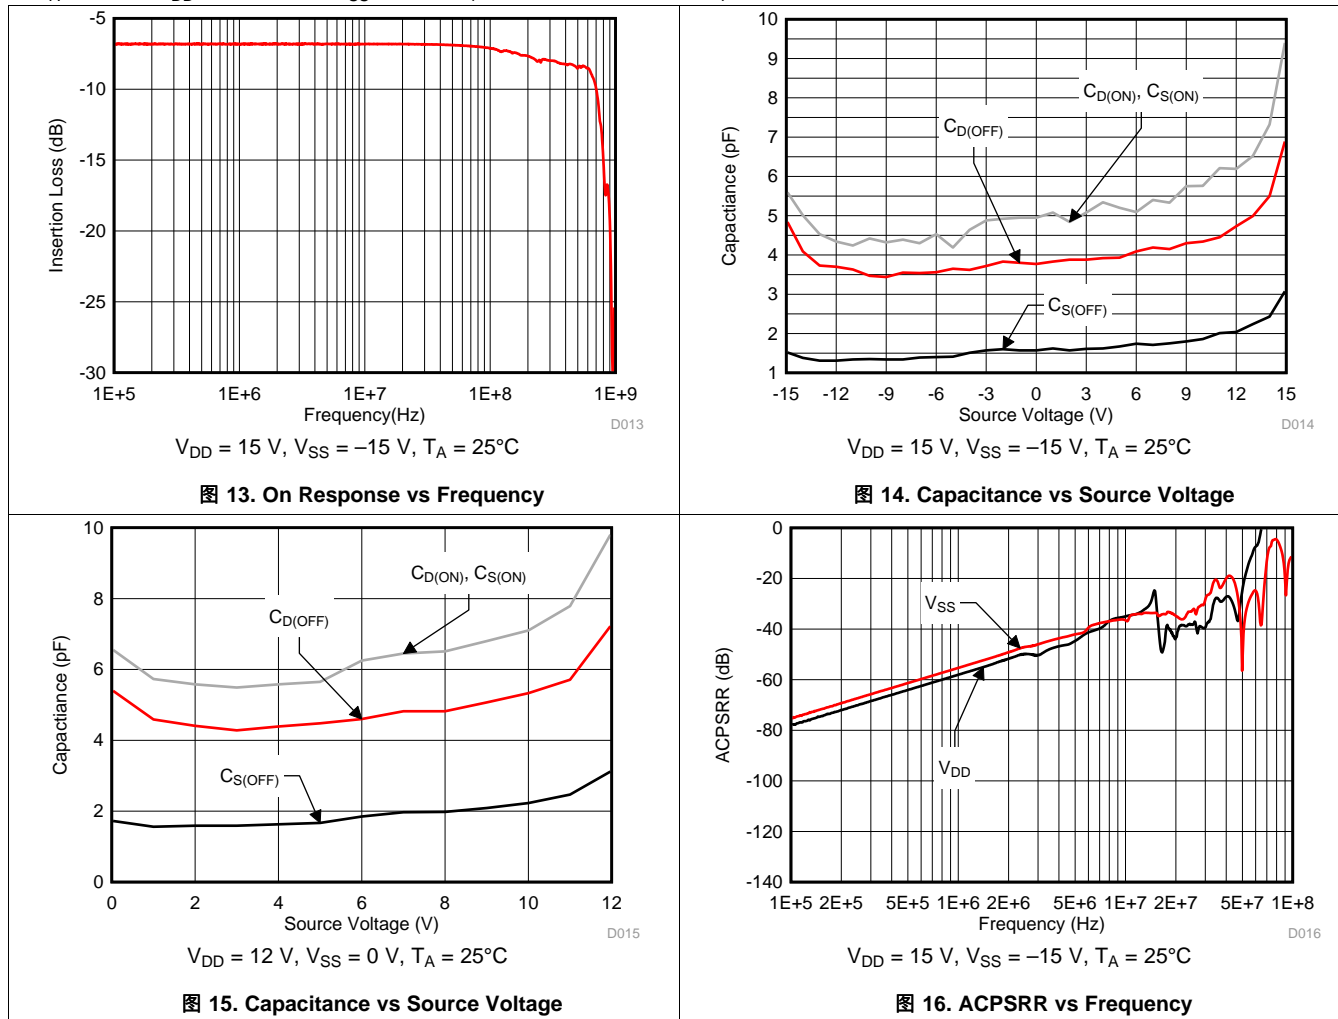 -5
-10
-15
-20
-25
-30
Insertion Loss (dB)
1E+5 1E+6 1E+7 1E+8 1E+9
Frequency(Hz)
D013
VDD = 15 V, VSS = –15 V, TA = 25°C
图 13. On Response vs Frequency
10
9
8
7
6
5
4
3
2
1
Capactiance (pF)
CD(ON), CS(ON)
CD(OFF)
CS(OFF)
-15 -12 -9 -6 -3 0 3 6 9 12 15
Source Voltage (V)
D014
VDD = 15 V, VSS = –15 V, TA = 25°C
图 14. Capacitance vs Source Voltage
10
8
6
4
2
0
Capactiance (pF)
CD(ON), CS(ON)
CD(OFF)
CS(OFF)
0 2 4 6 8 10 12
Source Voltage (V)
D015
VDD = 12 V, VSS = 0 V, TA = 25°C
图 15. Capacitance vs Source Voltage
0
-20
-40
-60
-80
-100
-120
-140
ACPSRR (dB)
VSS
VDD
1E+5 2E+5 5E+5 1E+6 2E+6 5E+6 1E+7 2E+7 5E+7 1E+8
Frequency (Hz)
D016
VDD = 15 V, VSS = –15 V, TA = 25°C
图 16. ACPSRR vs Frequency